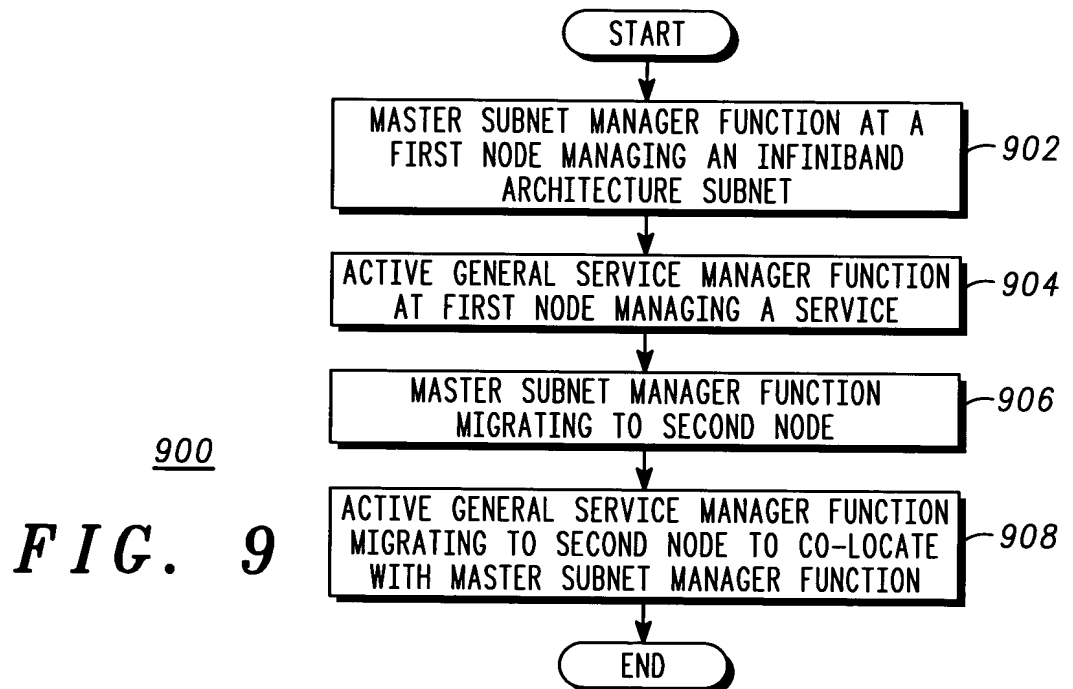 START
MASTER SUBNET MANAGER FUNCTION AT A
FIRST NODE MANAGING AN INFINIBAND
ARCHITECTURE SUBNET
902
ACTIVE GENERAL SERVICE MANAGER FUNCTION
AT FIRST NODE MANAGING A SERVICE
904
MASTER SUBNET MANAGER FUNCTION
MIGRATING TO SECOND NODE
906
900
ACTIVE GENERAL SERVICE MANAGER FUNCTION
MIGRATING TO SECOND NODE TO CO-LOCATE
WITH MASTER SUBNET MANAGER FUNCTION
908
FIG. 9
END